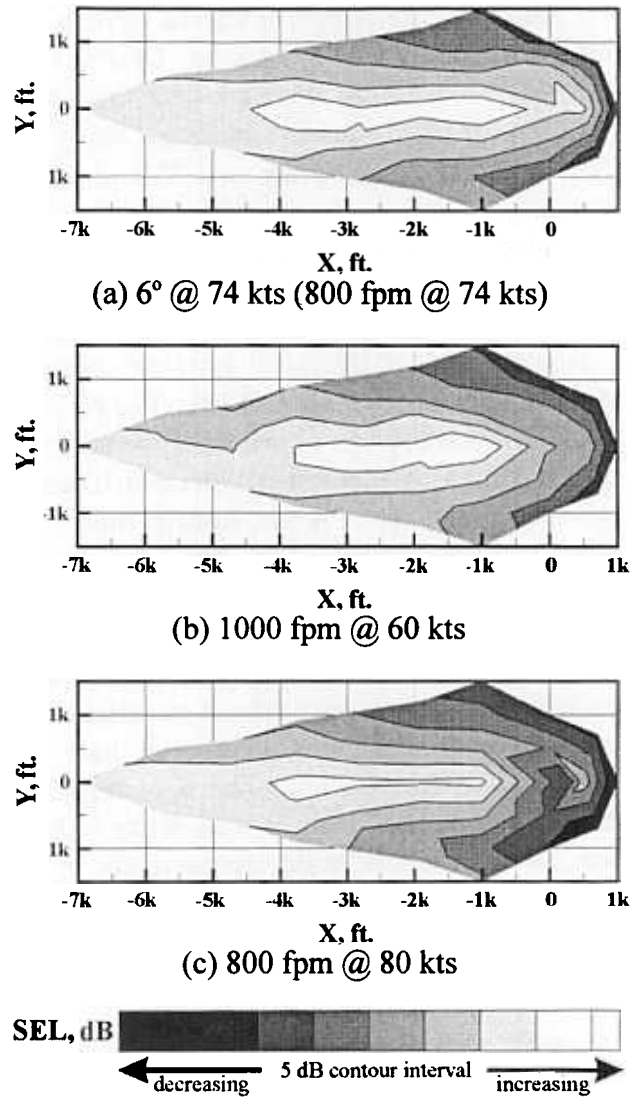 1k
Y, ft.
0
1k
-7k -6k -5k -4k -3k -2k -1k 0 1k
X, ft.
(a) 6º @ 74 kts (800 fpm @ 74 kts)
1k
Y, ft.
0
-1k
-7k -6k -5k -4k -3k -2k -1k 0 1k
X, ft.
(b) 1000 fpm @ 60 kts
1k
Y, ft.
0
1k
-7k -6k -5k -4k -3k -2k -1k 0 1k
X, ft.
(c) 800 fpm @ 80 kts
SEL, dB
decreasing 5 dB contour interval increasing